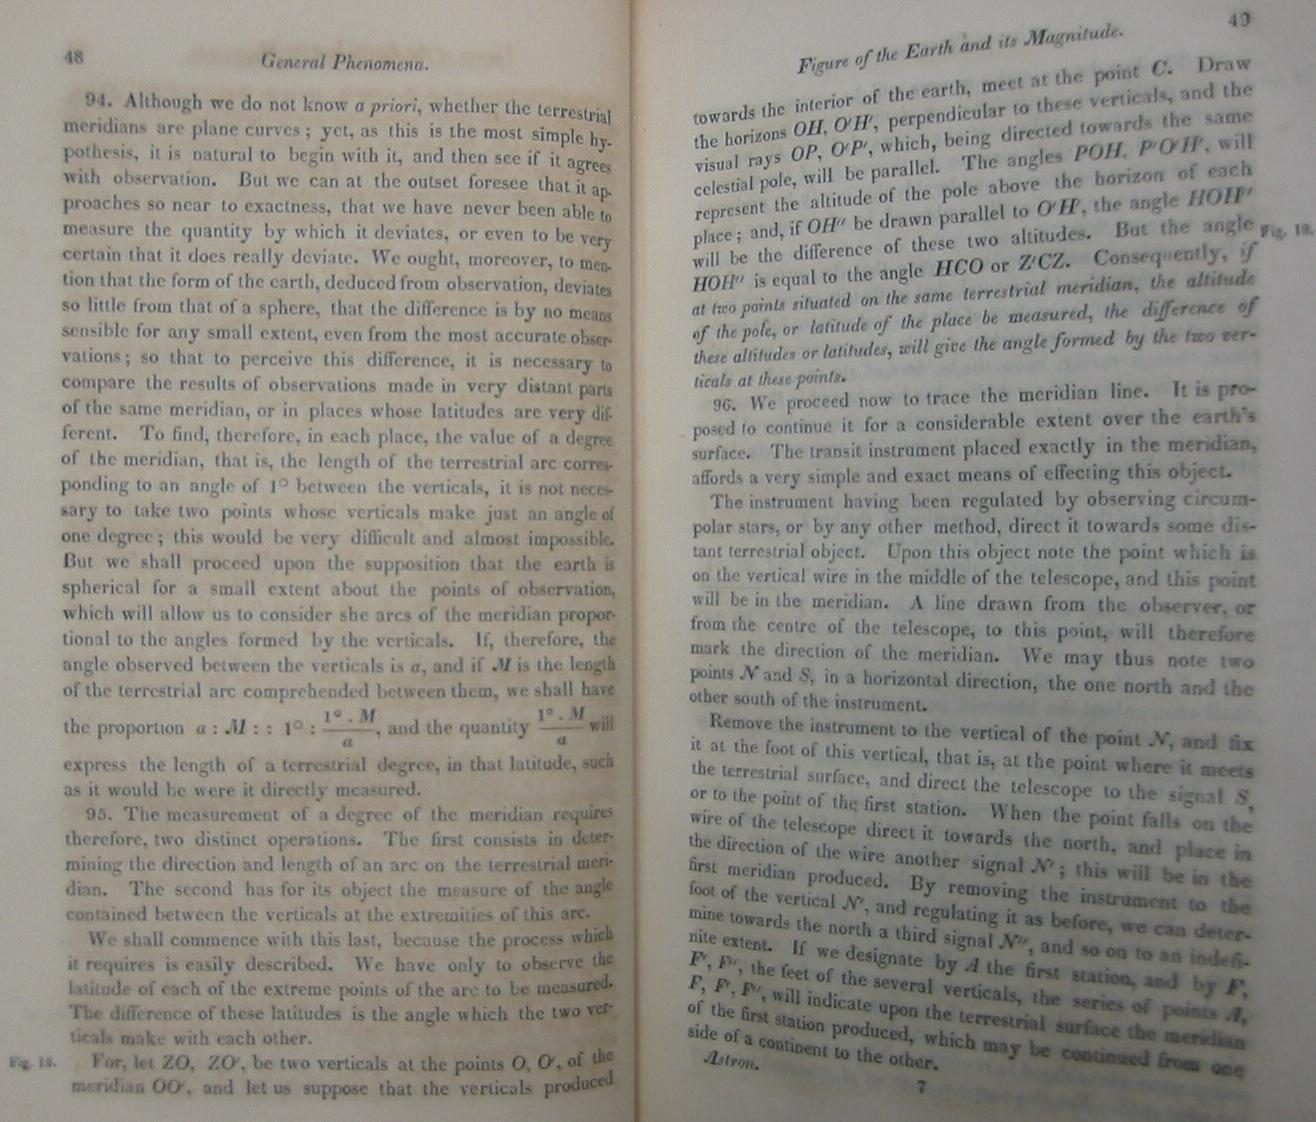 48
General Phenomena.
94. Although we do not know a priori, whether the terrestrial
meridians are plane curves; yet, as this is the most simple hy-
pothesis, it is natural to begin with it, and then see if it agrees
with observation. But we can at the outset foresee that it ap-
proaches so near to exactness, that we have never been able to
measure the quantity by which it deviates, or even to be very
certain that it does really deviate. We ought, moreover, to men-
tion that the form of the earth, deduced from observation, deviates
so little from that of a sphere, that the difference is by no means
sensible for any small extent, even from the most accurate obser-
vations; so that to perceive this difference, it is necessary to
compare the results of observations made in very distant parts
of the same meridian, or in places whose latitudes are very dif-
ferent. To find, therefore, in each place, the value of a degree
of the meridian, that is, the length of the terrestrial arc corres-
ponding to an angle of 1° between the verticals, it is not neces-
sary to take two points whose verticals make just an angle of
one degree; this would be very difficult and almost impossible.
But we shall proceed upon the supposition that the earth is
spherical for a small extent about the points of observation,
which will allow us to consider she arcs of the meridian propor-
tional to the angles formed by the verticals. If, therefore, the
angle observed between the verticals is a, and if M is the length
of the terrestrial arc comprehended between them, we shall have
the proportion a : M :: 1° : 1° . M / a, and the quantity 1° . M / a will
express the length of a terrestrial degree, in that latitude, such
as it would be were it directly measured.
95. The measurement of a degree of the meridian requires
therefore, two distinct operations. The first consists in deter-
mining the direction and length of an arc on the terrestrial meri-
dian. The second has for its object the measure of the angle
contained between the verticals at the extremities of this arc.
We shall commence with this last, because the process which
it requires is easily described. We have only to observe the
latitude of each of the extreme points of the arc to be measured.
The difference of these latitudes is the angle which the two ver-
ticals make with each other.
Fig. 13. For, let ZO, ZO', be two verticals at the points O, O', of the
meridian OO', and let us suppose that the verticals produced
49
Figure of the Earth and its Magnitude.
towards the interior of the earth, meet at the point C. Draw
the horizons OH, O'H', perpendicular to these verticals, and the
visual rays OP, O'P', which, being directed towards the same
celestial pole, will be parallel. The angles POH, P'O'H', will
represent the altitude of the pole above the horizon of each
place; and, if OH'' be drawn parallel to O'H', the angle HOH''
will be the difference of these two altitudes. But the angle Fig. 13.
HOH'' is equal to the angle HCO or Z'CZ. Consequently, if
at two points situated on the same terrestrial meridian, the altitude
of the pole, or latitude of the place be measured, the difference of
these altitudes or latitudes, will give the angle formed by the two ver-
ticals at these points.
96. We proceed now to trace the meridian line. It is pro-
posed to continue it for a considerable extent over the earth's
surface. The transit instrument placed exactly in the meridian,
affords a very simple and exact means of effecting this object.
The instrument having been regulated by observing circum-
polar stars, or by any other method, direct it towards some dis-
tant terrestrial object. Upon this object note the point which is
on the vertical wire in the middle of the telescope, and this point
will be in the meridian. A line drawn from the observer, or
from the centre of the telescope, to this point, will therefore
mark the direction of the meridian. We may thus note two
points N and S, in a horizontal direction, the one north and the
other south of the instrument.
Remove the instrument to the vertical of the point N, and fix
it at the foot of this vertical, that is, at the point where it meets
the terrestrial surface, and direct the telescope to the signal S,
or to the point of the first station. When the point falls on the
wire of the telescope direct it towards the north, and place in
the direction of the wire another signal N'; this will be in the
first meridian produced. By removing the instrument to the
foot of the vertical N', and regulating it as before, we can deter-
mine towards the north a third signal N'', and so on to an indefi-
nite extent. If we designate by A the first station, and by F,
F', F'', the feet of the several verticals, the series of points A,
F, F', F'', will indicate upon the terrestrial surface the meridian
of the first station produced, which may be continued from one
side of a continent to the other.
Astron.
7